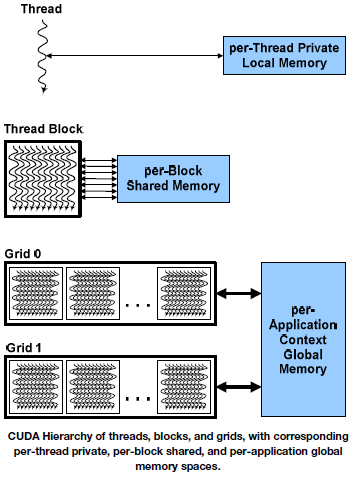 Thread
per-Thread Private
Local Memory
Thread Block
per-Block
Shared Memory
Grid 0
. . .
Grid 1
. . .
per-
Application
Context
Global
Memory
CUDA Hierarchy of threads, blocks, and grids, with corresponding
per-thread private, per-block shared, and per-application global
memory spaces.